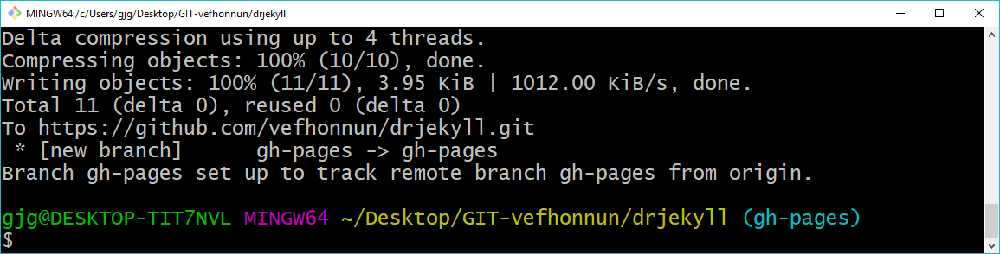 MINGW64:/c/Users/gjg/Desktop/GIT-vefhonnun/drjekyll
Delta compression using up to 4 threads.
Compressing objects: 100% (10/10), done.
Writing objects: 100% (11/11), 3.95 KiB | 1012.00 KiB/s, done.
Total 11 (delta 0), reused 0 (delta 0)
To https://github.com/vefhonnun/drjekyll.git
 * [new branch]      gh-pages -> gh-pages
Branch gh-pages set up to track remote branch gh-pages from origin.
gjg@DESKTOP-TIT7NVL MINGW64 ~/Desktop/GIT-vefhonnun/drjekyll (gh-pages)
$